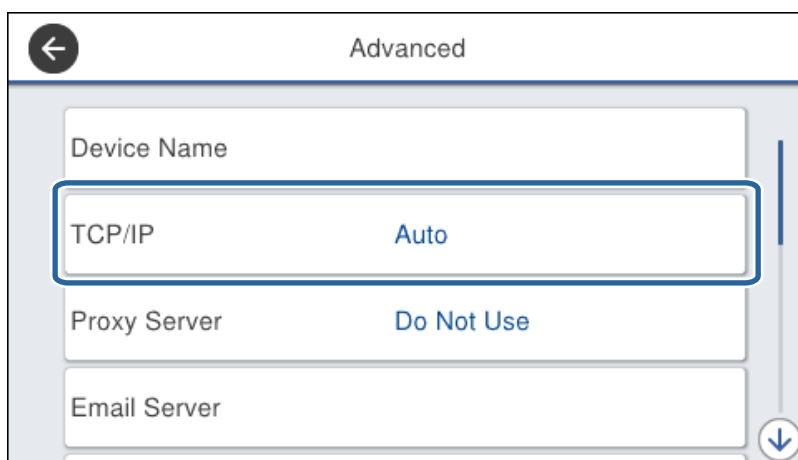 Advanced
Device Name
TCP/IP Auto
Proxy Server Do Not Use
Email Server